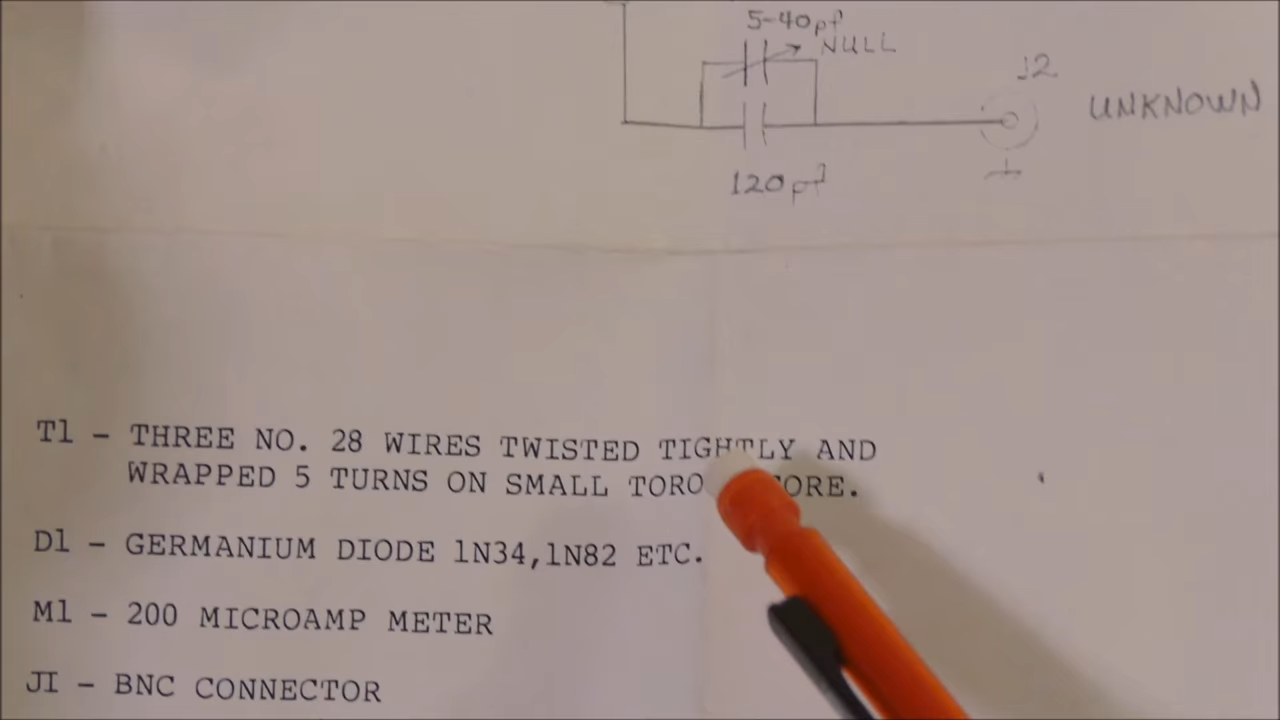 5-40pf
NULL
J2
UNKNOWN
120pf
T1 - THREE NO. 28 WIRES TWISTED TIGHTLY AND
WRAPPED 5 TURNS ON SMALL
D1 - GERMANIUM DIODE 1N34,1N82 ETC.
M1 - 200 MICROAMP METER
JI - BNC CONNECTOR